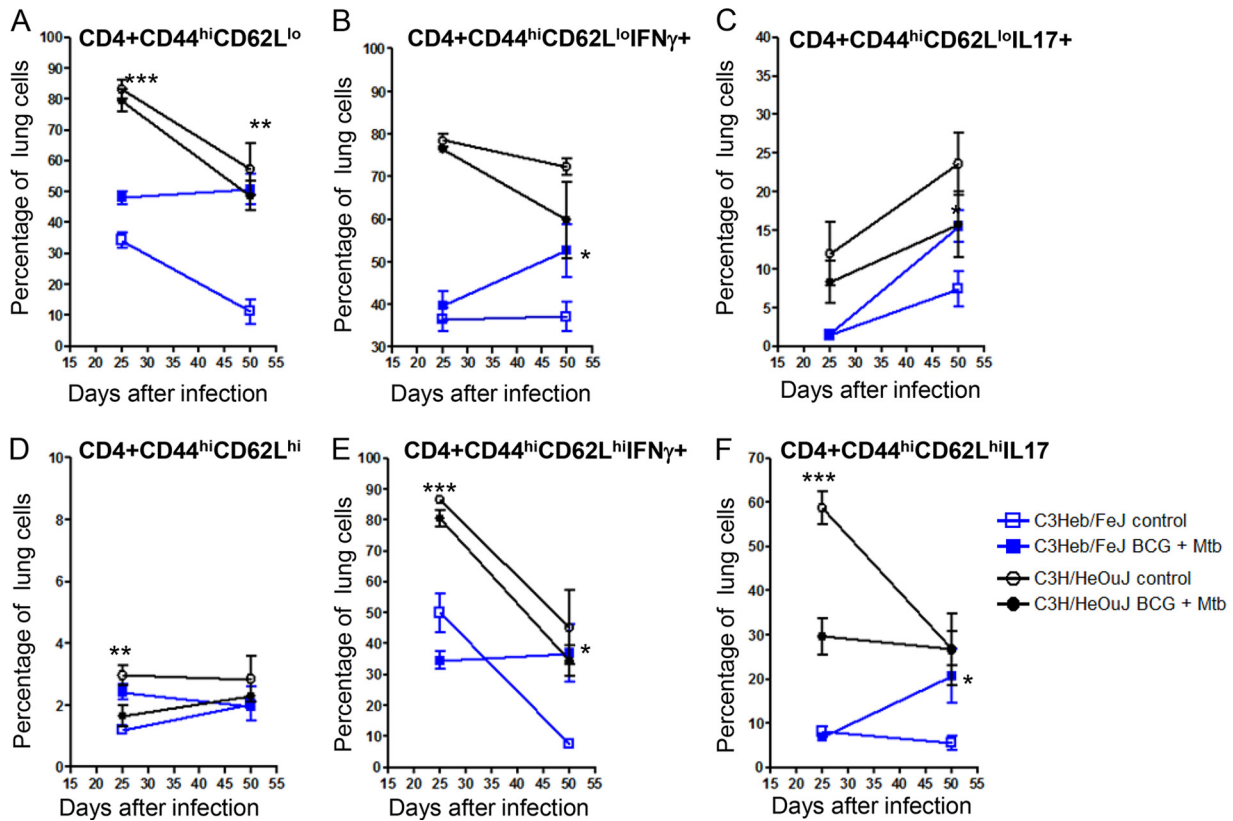 A
CD4+CD44hiCD62Llo
Percentage of lung cells
100
90
80
70
60
50
40
30
20
10
0
***
**
15 20 25 30 35 40 45 50 55
Days after infection
B
CD4+CD44hiCD62LloIFNγ+
Percentage of lung cells
100
90
80
70
60
50
40
30
*
15 20 25 30 35 40 45 50 55
Days after infection
C
CD4+CD44hiCD62LloIL17+
Percentage of lung cells
40
35
30
25
20
15
10
5
0
*
15 20 25 30 35 40 45 50 55
Days after infection
D
CD4+CD44hiCD62Lhi
Percentage of lung cells
8
6
4
2
0
**
15 20 25 30 35 40 45 50 55
Days after infection
E
CD4+CD44hiCD62LhiIFNγ+
Percentage of lung cells
100
90
80
70
60
50
40
30
20
10
0
***
*
15 20 25 30 35 40 45 50 55
Days after infection
F
CD4+CD44hiCD62LhiIL17
Percentage of lung cells
70
60
50
40
30
20
10
0
***
*
15 20 25 30 35 40 45 50 55
Days after infection
C3Heb/FeJ control
C3Heb/FeJ BCG + Mtb
C3H/HeOuJ control
C3H/HeOuJ BCG + Mtb